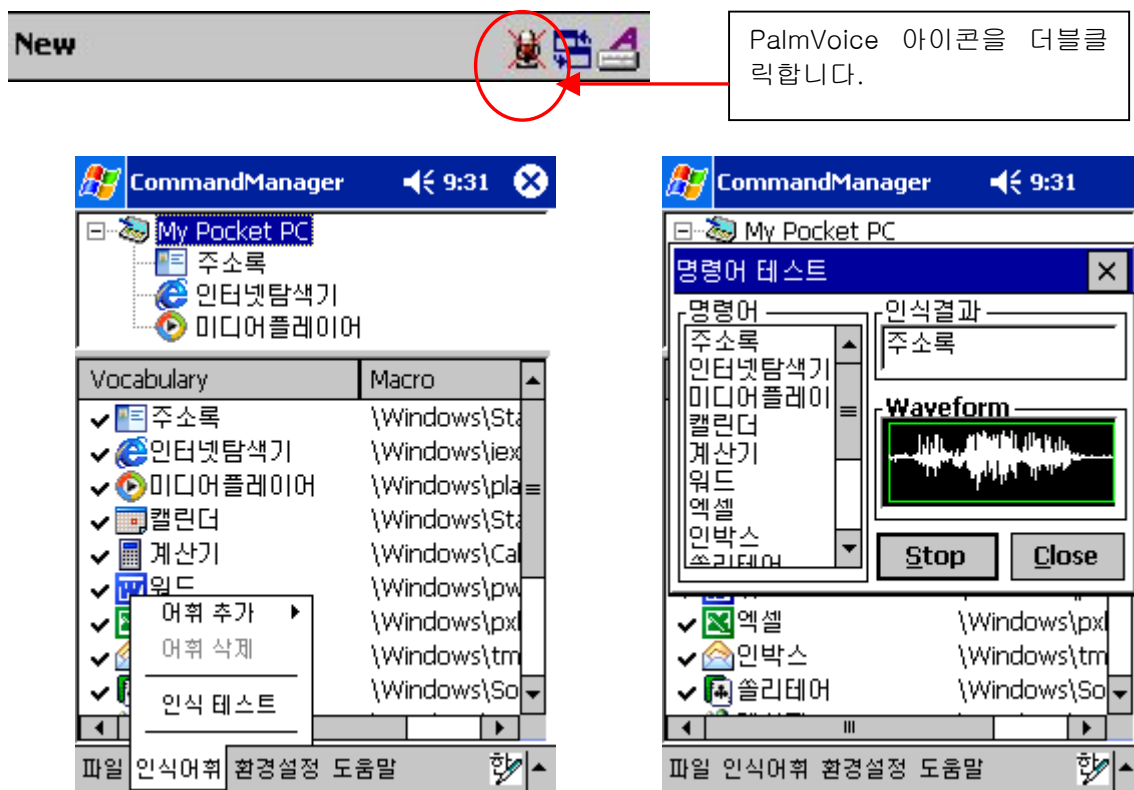 New
PalmVoice 아이콘을 더블클
릭합니다.
CommandManager 9:31
My Pocket PC
주소록
인터넷탐색기
미디어플레이어
Vocabulary Macro
주소록 \Windows\Sta
인터넷탐색기 \Windows\iex
미디어플레이어 \Windows\pla
캘린더 \Windows\Sta
계산기 \Windows\Cal
워드 \Windows\pw
어휘 추가 \Windows\pxl
어휘 삭제 \Windows\tm
인식 테스트 \Windows\So
파일 인식어휘 환경설정 도움말 한
CommandManager 9:31
My Pocket PC
명령어 테스트
명령어
주소록
인터넷탐색기
미디어플레이
캘린더
계산기
워드
엑셀
인박스
쏠리테어
인식결과
주소록
Waveform
Stop Close
엑셀 \Windows\pxl
인박스 \Windows\tm
쏠리테어 \Windows\So
파일 인식어휘 환경설정 도움말 한